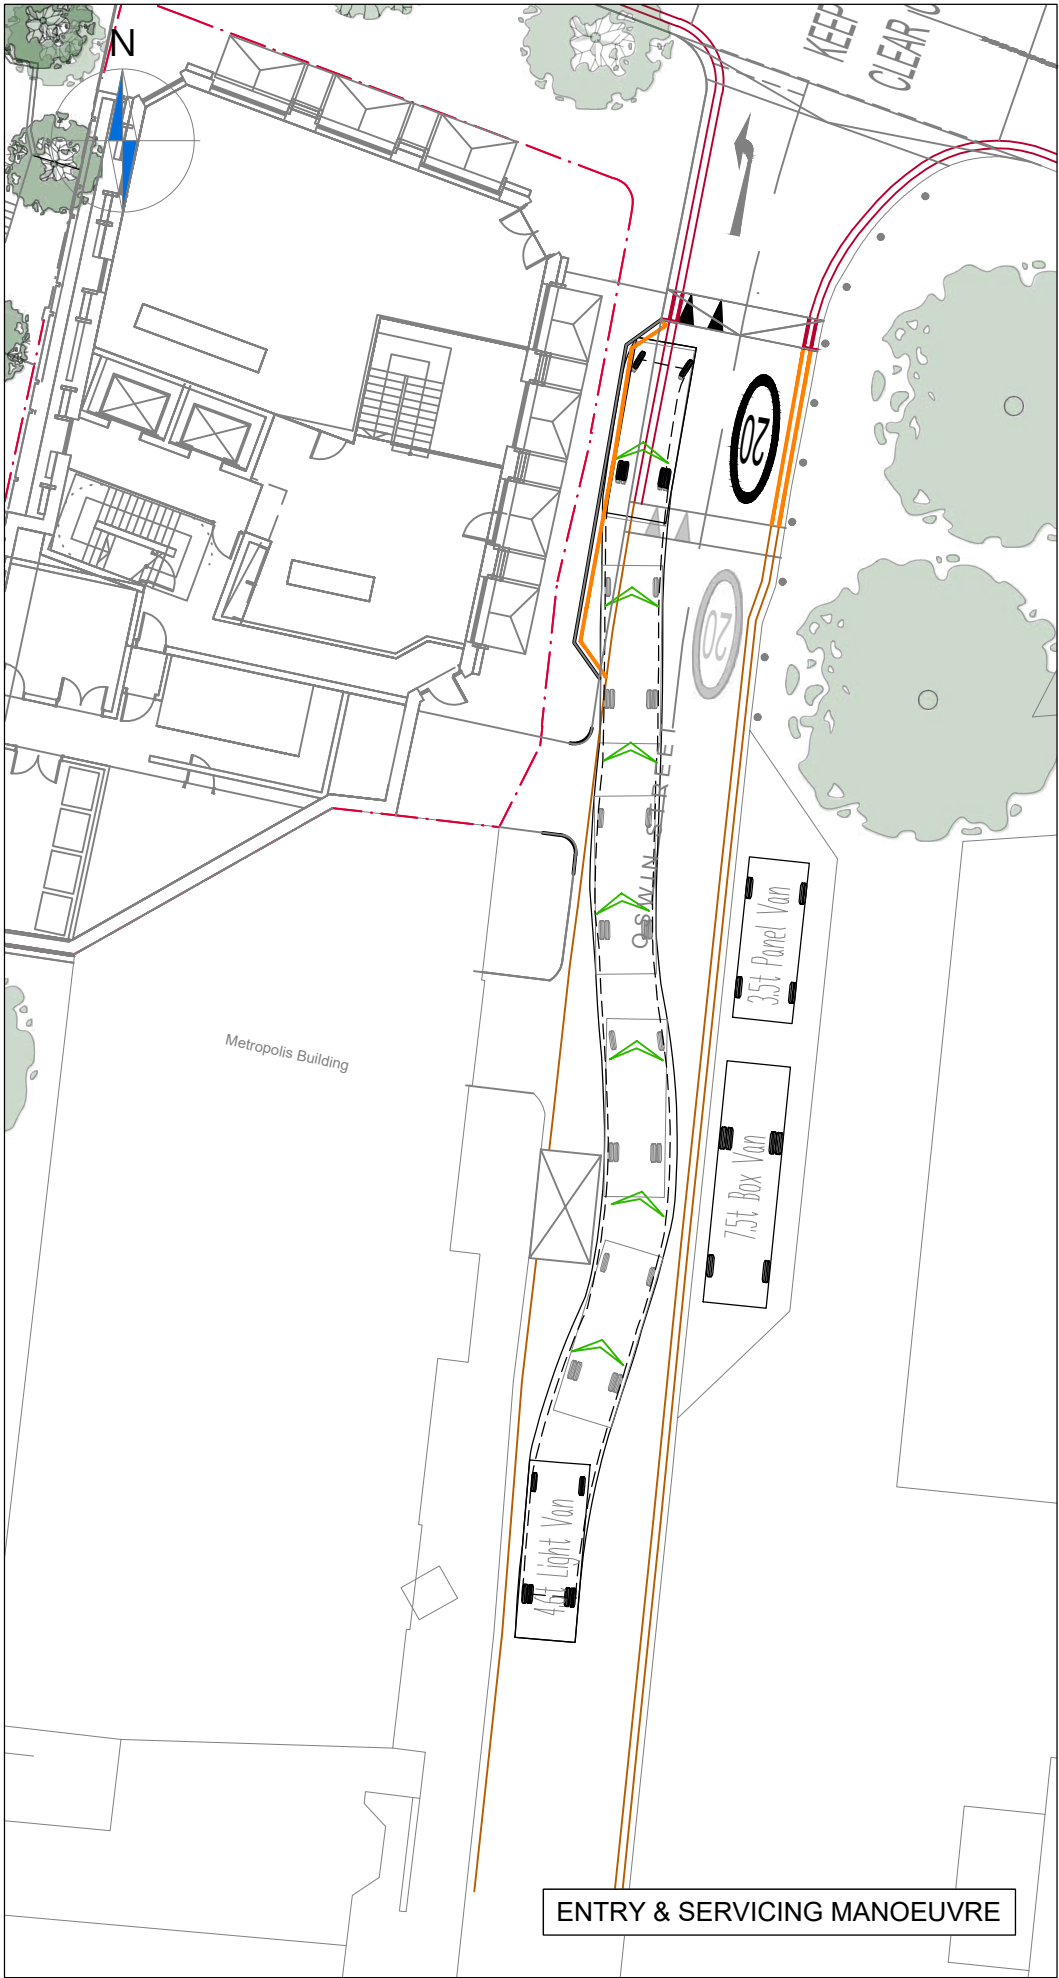 N
KEEP
CLEAR
20
20
OSWIN STREET
3.5t Panel Van
Metropolis Building
7.5t Box Van
4.6t Light Van
ENTRY & SERVICING MANOEUVRE